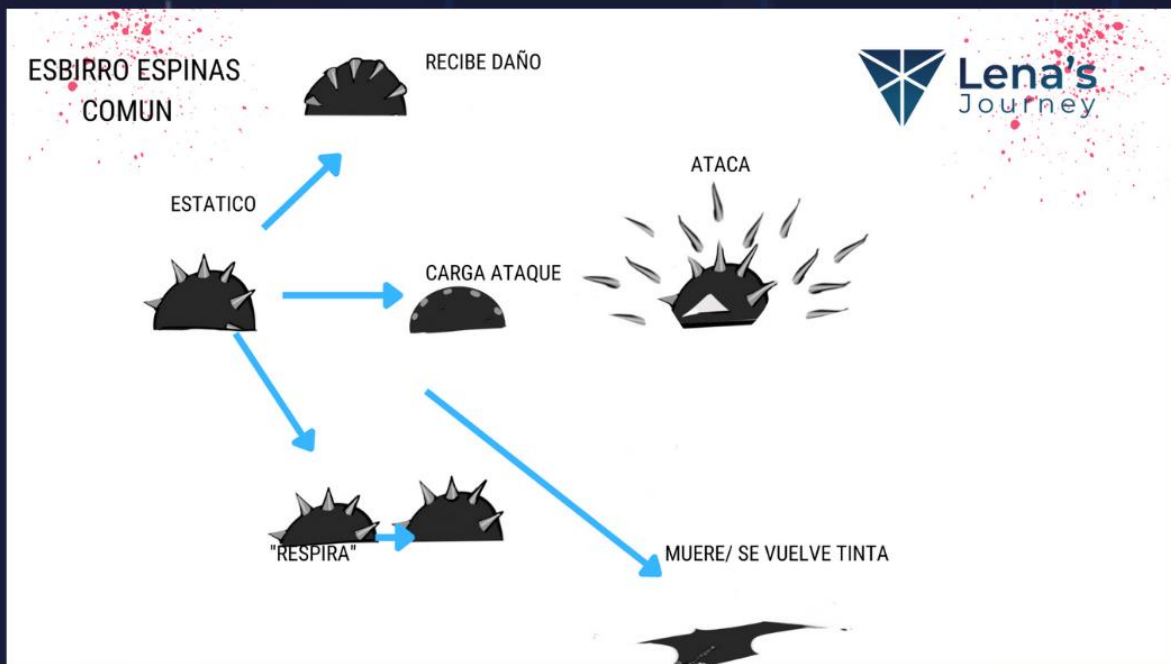 ESBIRRO ESPINAS
COMUN
RECIBE DAÑO
Lena's
Journey
ESTATICO
ATACA
CARGA ATAQUE
"RESPIRA"
MUERE/ SE VUELVE TINTA